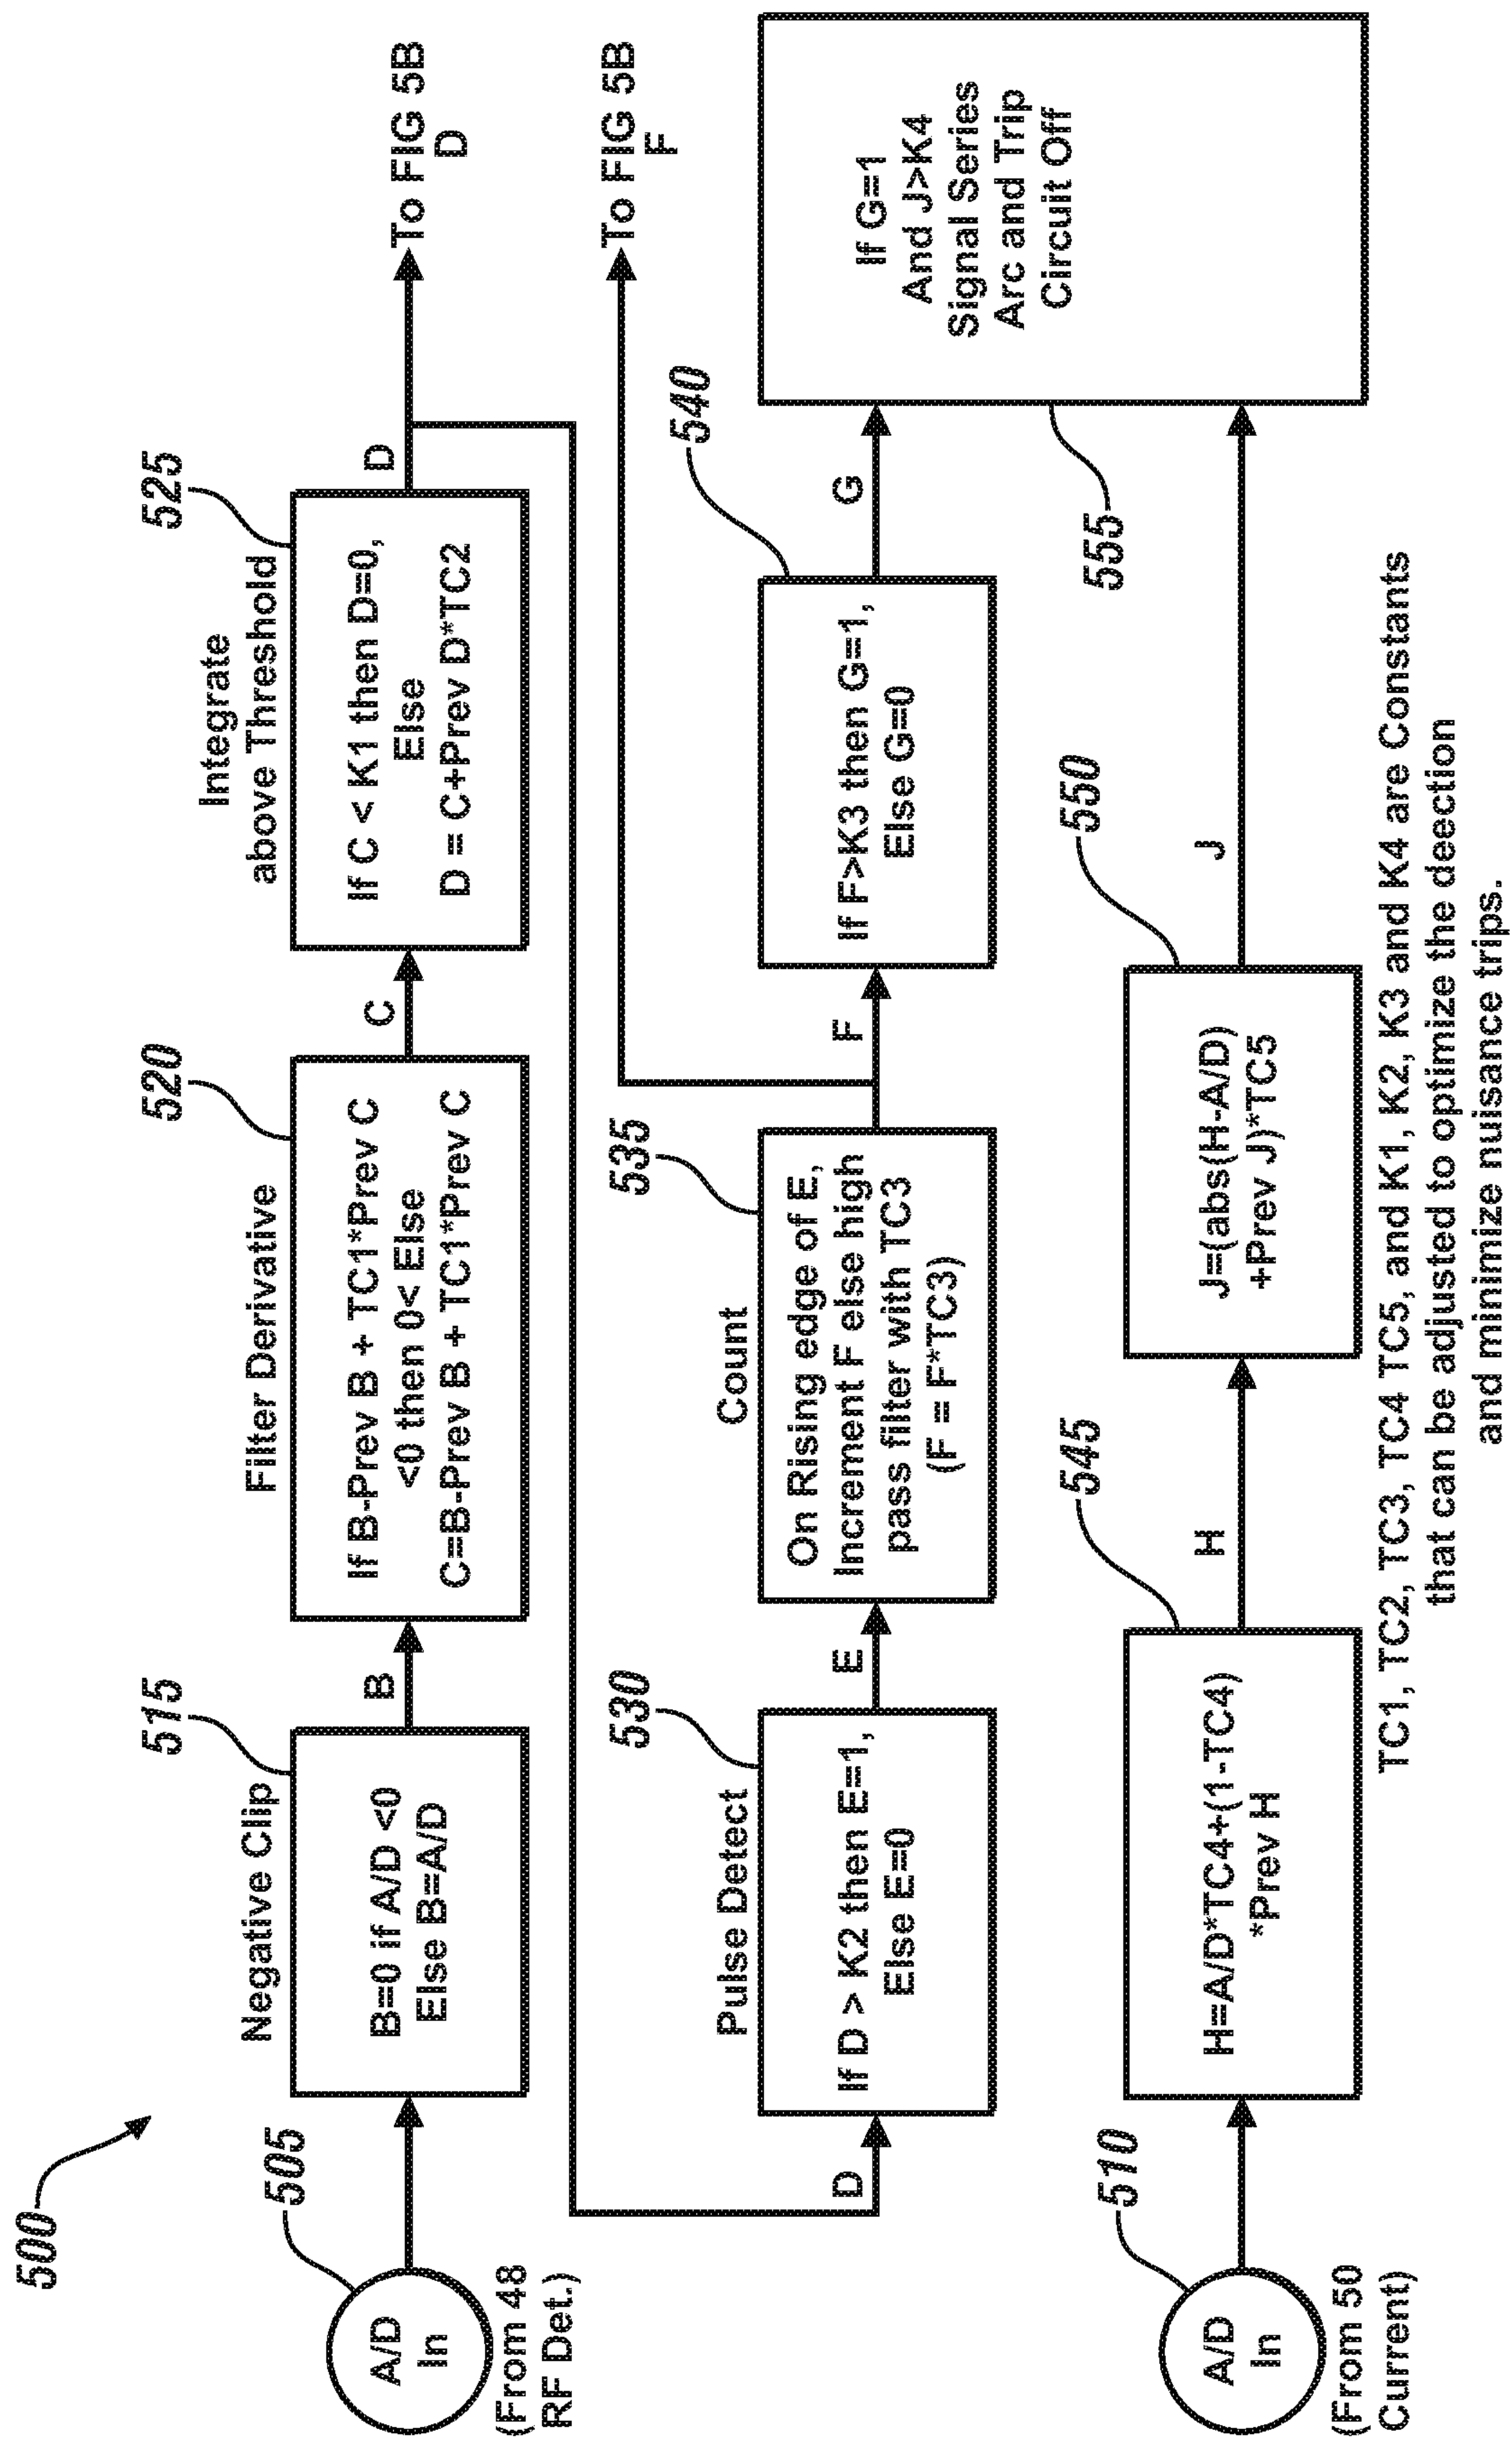 500
505
A/D
In
(From 48
RF Det.)
Negative Clip
515
B=0 if A/D <0
Else B=A/D
B
Filter Derivative
520
If B-Prev B + TC1*Prev C
<0 then 0< Else
C=B-Prev B + TC1*Prev C
C
Integrate
above Threshold
525
If C < K1 then D=0,
Else
D = C+Prev D*TC2
D
To FIG 5B
D
D
Pulse Detect
530
If D > K2 then E=1,
Else E=0
E
Count
535
On Rising edge of E,
Increment F else high
pass filter with TC3
(F = F*TC3)
F
To FIG 5B
F
540
If F>K3 then G=1,
Else G=0
G
If G=1
And J>K4
Signal Series
Arc and Trip
Circuit Off
555
510
A/D
In
(From 50
Current)
545
H=A/D*TC4+(1-TC4)
*Prev H
H
550
J=(abs(H-A/D)
+Prev J)*TC5
J
TC1, TC2, TC3, TC4 TC5, and K1, K2, K3 and K4 are Constants
that can be adjusted to optimize the deection
and minimize nuisance trips.